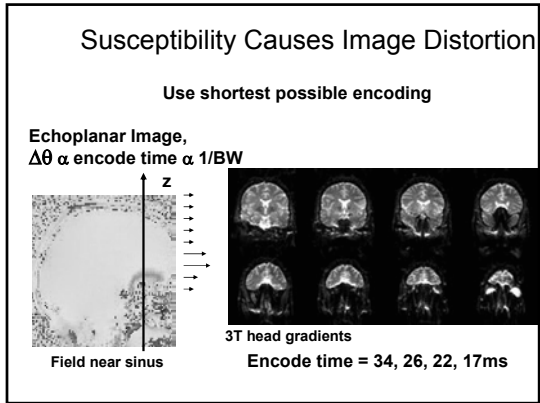 Susceptibility Causes Image Distortion
Use shortest possible encoding
Echoplanar Image,
Δθ α encode time α 1/BW
z
Field near sinus
3T head gradients
Encode time = 34, 26, 22, 17ms